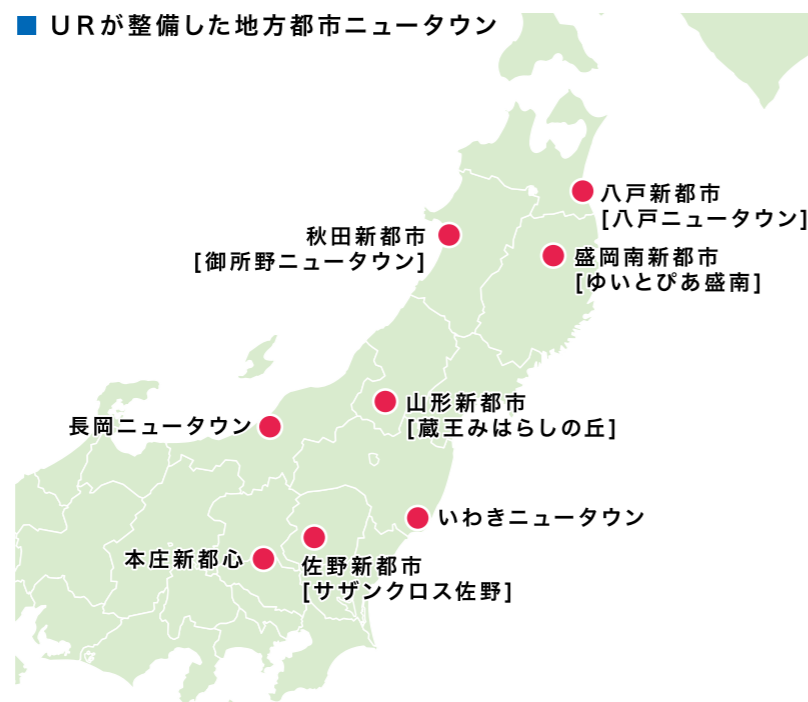 ■ URが整備した地方都市ニュータウン
八戸新都市
[八戸ニュータウン]
秋田新都市
[御所野ニュータウン]
盛岡南新都市
[ゆいとぴあ盛南]
山形新都市
[蔵王みはらしの丘]
長岡ニュータウン
いわきニュータウン
本庄新都心
佐野新都市
[サザンクロス佐野]